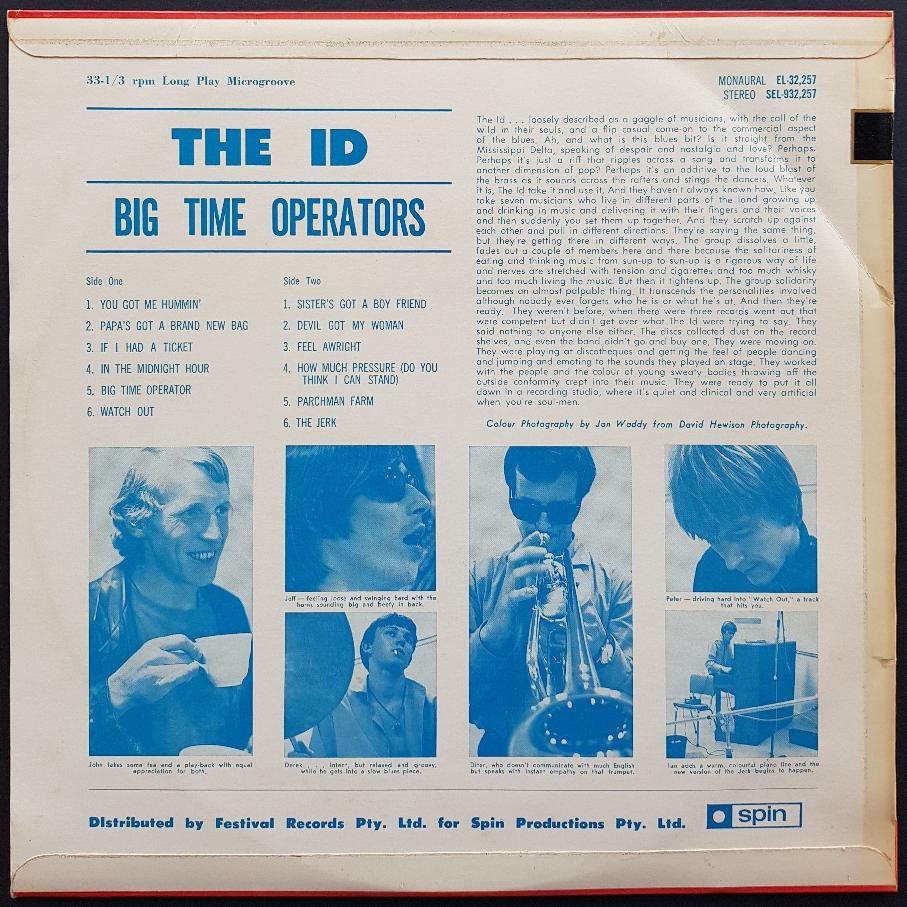 33-1/3 rpm Long Play Microgroove
MONAURAL EL-32,257
STEREO SEL-932,257
THE ID
BIG TIME OPERATORS
Side One
1. YOU GOT ME HUMMIN'
2. PAPA'S GOT A BRAND NEW BAG
3. IF I HAD A TICKET
4. IN THE MIDNIGHT HOUR
5. BIG TIME OPERATOR
6. WATCH OUT
Side Two
1. SISTER'S GOT A BOY FRIEND
2. DEVIL GOT MY WOMAN
3. FEEL AWRIGHT
4. HOW MUCH PRESSURE (DO YOU
THINK I CAN STAND)
5. PARCHMAN FARM
6. THE JERK
The Id . . . loosely described as a gaggle of musicians, with the call of the
wild in their souls, and a flip casual come-on to the commercial aspect
of the blues. Ah, and what is this blues bit? Is it straight from the
Mississippi Delta, speaking of despair and nostalgia and love? Perhaps.
Perhaps it's just a riff that ripples across a song and transforms it to
another dimension of pop? Perhaps it's an additive to the loud blast of
the brass as it sounds across the rafters and stings the dancers. Whatever
it is, The Id take it and use it. And they haven't always known how. Like you
take seven musicians who live in different parts of the land growing up
and drinking in music and delivering it with their fingers and their voices
and then suddenly you set them up together. And they scratch up against
each other and pull in different directions. They're saying the same thing,
but they're getting there in different ways. The group dissolves a little,
fades out a couple of members here and there because the solitariness of
eating and thinking music from sun-up to sun-up is a rigorous way of life
and nerves are stretched with tension and cigarettes and too much whisky
and too much living the music. But then it tightens up. The group solidarity
becomes an almost palpable thing. It transcends the personalities involved
although nobody ever forgets who he is or what he's at. And then they're
ready. They weren't before, when there were three records went out that
were competent but didn't get over what The Id were trying to say. They
said nothing to anyone else either. The discs collected dust on the record
shelves, and even the band didn't go and buy one. They were moving on.
They were playing at discotheques and getting the feel of people dancing
and jumping and emoting to the sounds they played on stage. They worked
with the people and the colour of young sweaty bodies throwing off the
outside conformity crept into their music. They were ready to put it all
down in a recording studio, where it's quiet and clinical and very artificial
when you're soul-men.
Colour Photography by Jon Waddy from David Hewison Photography.
Jeff — feeling loose and swinging hard with the
horns sounding big and beefy in back.
Peter — driving hard into "Watch Out," a track
that hits you.
John takes some tea and a play-back with equal
appreciation for both.
Derek . . . . intent, but relaxed and groovy,
while he gets into a slow blues piece.
who doesn't communicate with much English
but speaks with instant empathy on that trumpet.
Ian adds a warm, colourful piano line and the
new version of the Jerk begins to happen.
Distributed by Festival Records Pty. Ltd. for Spin Productions Pty. Ltd.
spin